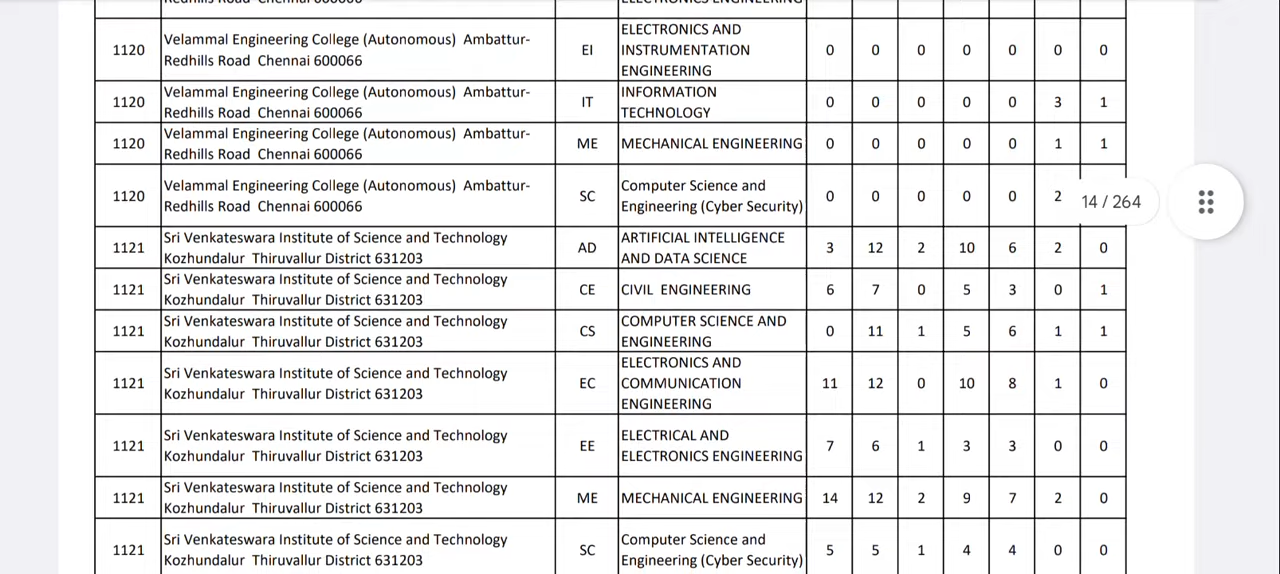 1120 Velammal Engineering College (Autonomous) Ambattur-
Redhills Road Chennai 600066 EI ELECTRONICS AND
INSTRUMENTATION
ENGINEERING 0 0 0 0 0 0 0
1120 Velammal Engineering College (Autonomous) Ambattur-
Redhills Road Chennai 600066 IT INFORMATION
TECHNOLOGY 0 0 0 0 0 3 1
1120 Velammal Engineering College (Autonomous) Ambattur-
Redhills Road Chennai 600066 ME MECHANICAL ENGINEERING 0 0 0 0 0 1 1
1120 Velammal Engineering College (Autonomous) Ambattur-
Redhills Road Chennai 600066 SC Computer Science and
Engineering (Cyber Security) 0 0 0 0 0 2
14 / 264
1121 Sri Venkateswara Institute of Science and Technology
Kozhundalur Thiruvallur District 631203 AD ARTIFICIAL INTELLIGENCE
AND DATA SCIENCE 3 12 2 10 6 2 0
1121 Sri Venkateswara Institute of Science and Technology
Kozhundalur Thiruvallur District 631203 CE CIVIL ENGINEERING 6 7 0 5 3 0 1
1121 Sri Venkateswara Institute of Science and Technology
Kozhundalur Thiruvallur District 631203 CS COMPUTER SCIENCE AND
ENGINEERING 0 11 1 5 6 1 1
1121 Sri Venkateswara Institute of Science and Technology
Kozhundalur Thiruvallur District 631203 EC ELECTRONICS AND
COMMUNICATION
ENGINEERING 11 12 0 10 8 1 0
1121 Sri Venkateswara Institute of Science and Technology
Kozhundalur Thiruvallur District 631203 EE ELECTRICAL AND
ELECTRONICS ENGINEERING 7 6 1 3 3 0 0
1121 Sri Venkateswara Institute of Science and Technology
Kozhundalur Thiruvallur District 631203 ME MECHANICAL ENGINEERING 14 12 2 9 7 2 0
1121 Sri Venkateswara Institute of Science and Technology
Kozhundalur Thiruvallur District 631203 SC Computer Science and
Engineering (Cyber Security) 5 5 1 4 4 0 0